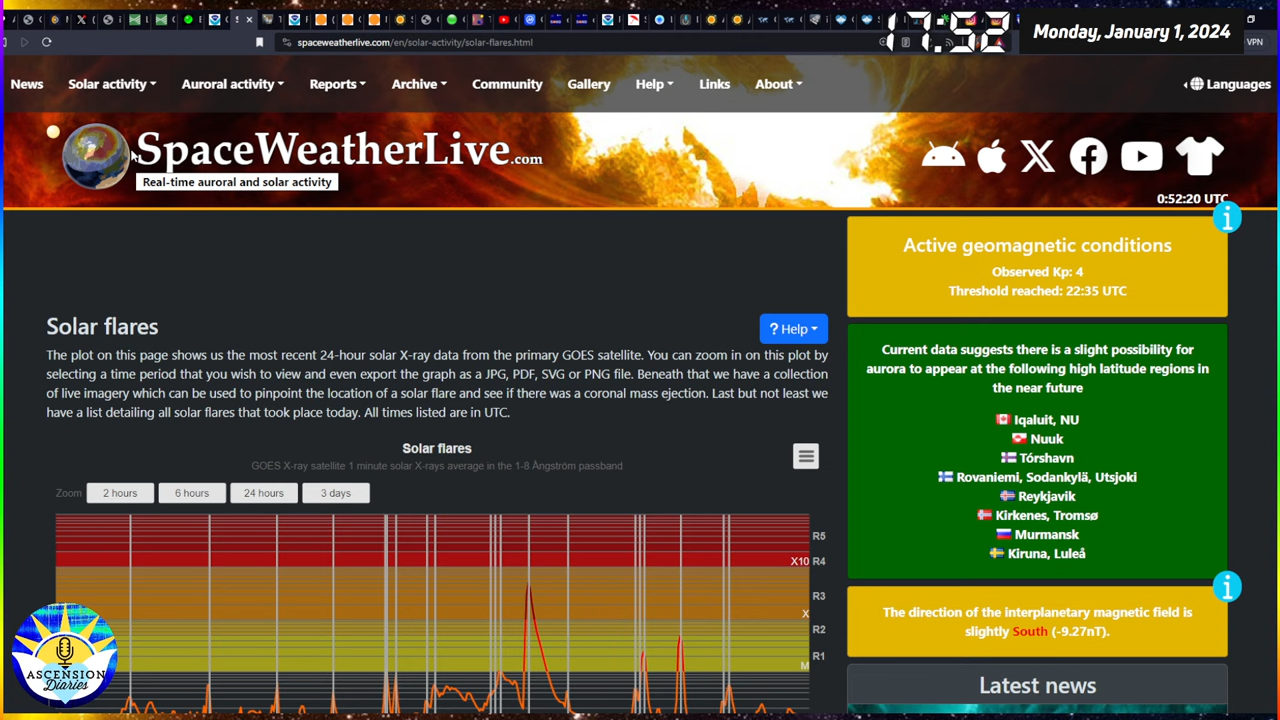 17:52
Monday, January 1, 2024
spaceweatherlive.com/en/solar-activity/solar-flares.html
VPN
News
Solar activity
Auroral activity
Reports
Archive
Community
Gallery
Help
Links
About
Languages
SpaceWeatherLive.com
Real-time auroral and solar activity
0:52:20 UTC
Solar flares
? Help
The plot on this page shows us the most recent 24-hour solar X-ray data from the primary GOES satellite. You can zoom in on this plot by
selecting a time period that you wish to view and even export the graph as a JPG, PDF, SVG or PNG file. Beneath that we have a collection
of live imagery which can be used to pinpoint the location of a solar flare and see if there was a coronal mass ejection. Last but not least we
have a list detailing all solar flares that took place today. All times listed are in UTC.
Solar flares
GOES X-ray satellite 1 minute solar X-rays average in the 1-8 Ångström passband
Zoom
2 hours
6 hours
24 hours
3 days
R5
X10 R4
R3
X
R2
R1
M
ASCENSION
Diaries
i
Active geomagnetic conditions
Observed Kp: 4
Threshold reached: 22:35 UTC
Current data suggests there is a slight possibility for
aurora to appear at the following high latitude regions in
the near future
Iqaluit, NU
Nuuk
Tórshavn
Rovaniemi, Sodankylä, Utsjoki
Reykjavik
Kirkenes, Tromsø
Murmansk
Kiruna, Luleå
i
The direction of the interplanetary magnetic field is
slightly South (-9.27nT).
Latest news